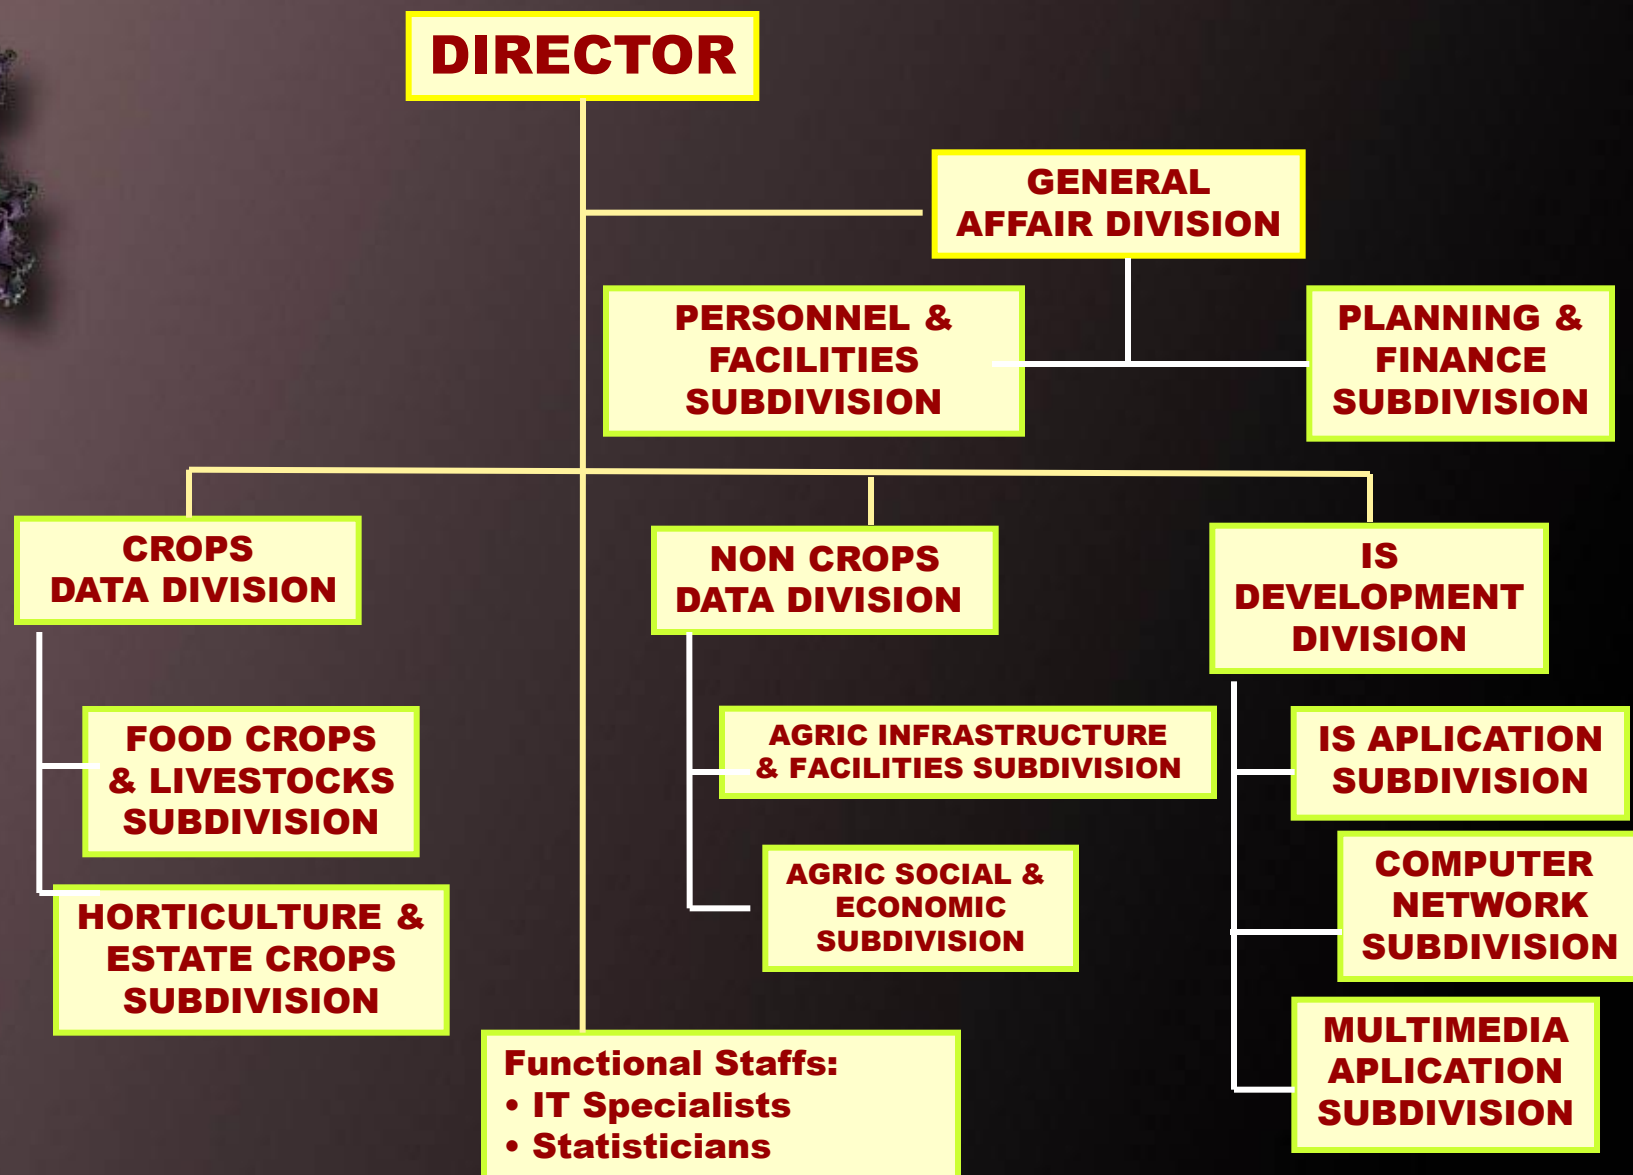 DIRECTOR
GENERAL
AFFAIR DIVISION
PERSONNEL &
FACILITIES
SUBDIVISION
PLANNING &
FINANCE
SUBDIVISION
CROPS
DATA DIVISION
NON CROPS
DATA DIVISION
IS
DEVELOPMENT
DIVISION
FOOD CROPS
& LIVESTOCKS
SUBDIVISION
HORTICULTURE &
ESTATE CROPS
SUBDIVISION
AGRIC INFRASTRUCTURE
& FACILITIES SUBDIVISION
AGRIC SOCIAL &
ECONOMIC
SUBDIVISION
IS APLICATION
SUBDIVISION
COMPUTER
NETWORK
SUBDIVISION
MULTIMEDIA
APLICATION
SUBDIVISION
Functional Staffs:
• IT Specialists
• Statisticians